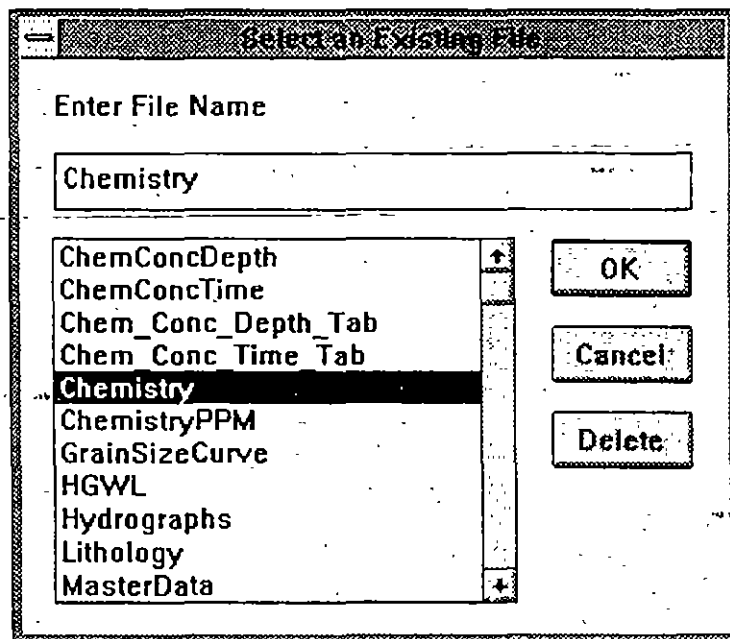 Select an Existing File
Enter File Name
Chemistry
ChemConcDepth
ChemConcTime
Chem_Conc_Depth_Tab
Chem_Conc_Time_Tab
Chemistry
ChemistryPPM
GrainSizeCurve
HGWL
Hydrographs
Lithology
MasterData
OK
Cancel
Delete